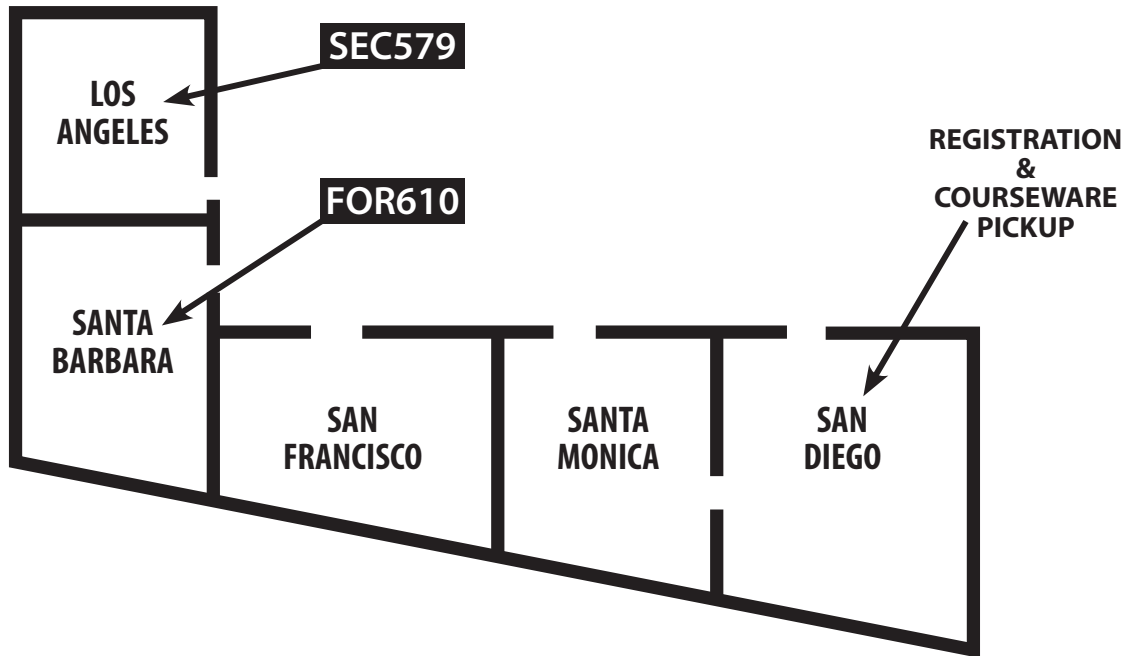 SEC579
LOS
ANGELES
REGISTRATION
&
COURSEWARE
PICKUP
FOR610
SANTA
BARBARA
SAN
FRANCISCO
SANTA
MONICA
SAN
DIEGO